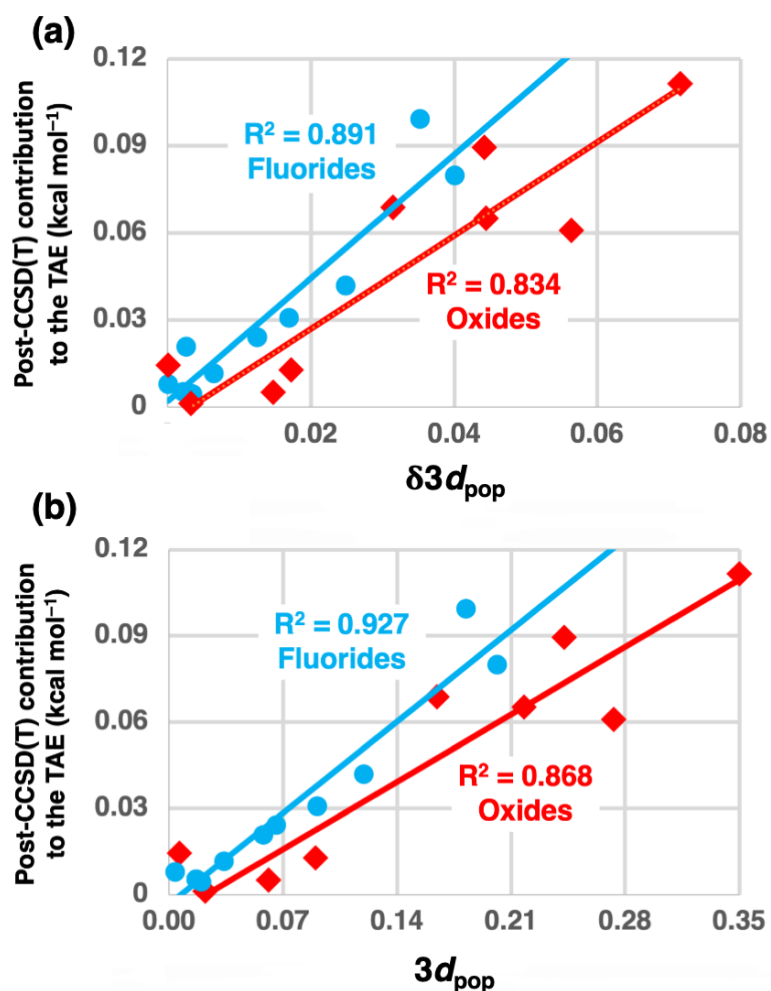 (a)
Post-CCSD(T) contribution
to the TAE (kcal mol⁻¹)
0.12
0.09
0.06
0.03
0
R² = 0.891
Fluorides
R² = 0.834
Oxides
0.02
0.04
0.06
0.08
δ3d_pop
(b)
Post-CCSD(T) contribution
to the TAE (kcal mol⁻¹)
0.12
0.09
0.06
0.03
0
R² = 0.927
Fluorides
R² = 0.868
Oxides
0.00
0.07
0.14
0.21
0.28
0.35
3d_pop